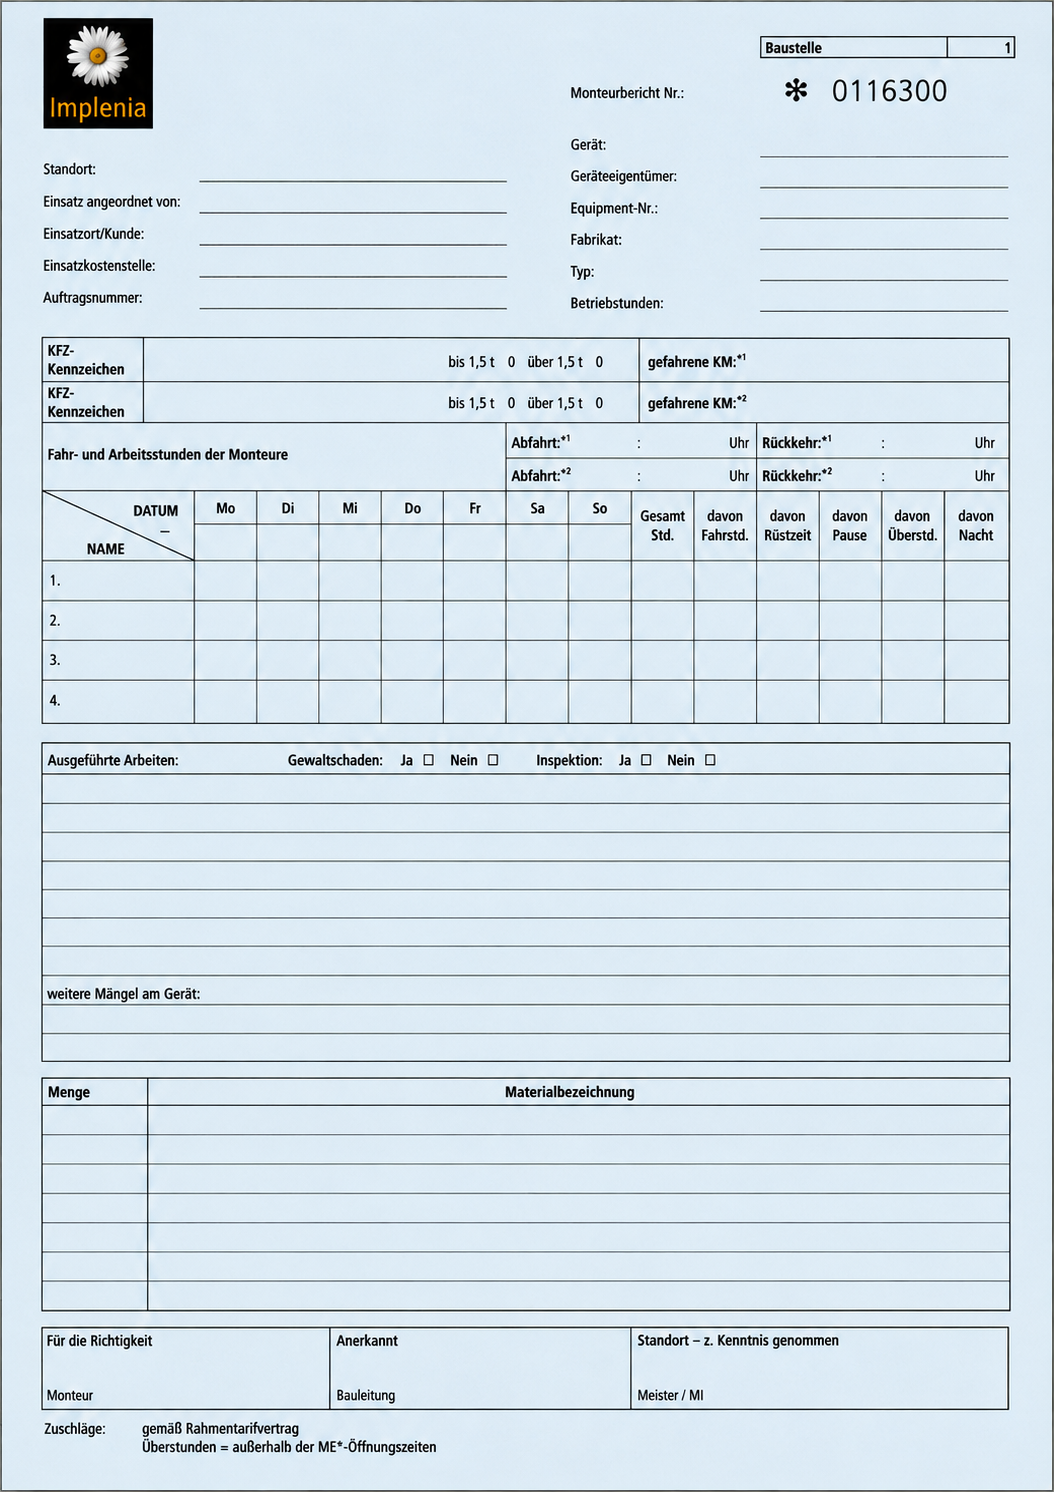 Implenia
Baustelle 1
Monteurbericht Nr.: ✻ 0116300
Standort:
Einsatz angeordnet von:
Einsatzort/Kunde:
Einsatzkostenstelle:
Auftragsnummer:
Gerät:
Geräteeigentümer:
Equipment-Nr.:
Fabrikat:
Typ:
Betriebstunden:
KFZ-
Kennzeichen bis 1,5 t 0 über 1,5 t 0 gefahrene KM:*1
KFZ-
Kennzeichen bis 1,5 t 0 über 1,5 t 0 gefahrene KM:*2
Fahr- und Arbeitsstunden der Monteure
Abfahrt:*1 : Uhr Rückkehr:*1 : Uhr
Abfahrt:*2 : Uhr Rückkehr:*2 : Uhr
DATUM
–
NAME
Mo Di Mi Do Fr Sa So
Gesamt Std.
davon Fahrstd.
davon Rüstzeit
davon Pause
davon Überstd.
davon Nacht
1.
2.
3.
4.
Ausgeführte Arbeiten: Gewaltschaden: Ja ☐ Nein ☐ Inspektion: Ja ☐ Nein ☐
weitere Mängel am Gerät:
Menge Materialbezeichnung
Für die Richtigkeit
Monteur
Anerkannt
Bauleitung
Standort – z. Kenntnis genommen
Meister / MI
Zuschläge: gemäß Rahmentarifvertrag
Überstunden = außerhalb der ME*-Öffnungszeiten